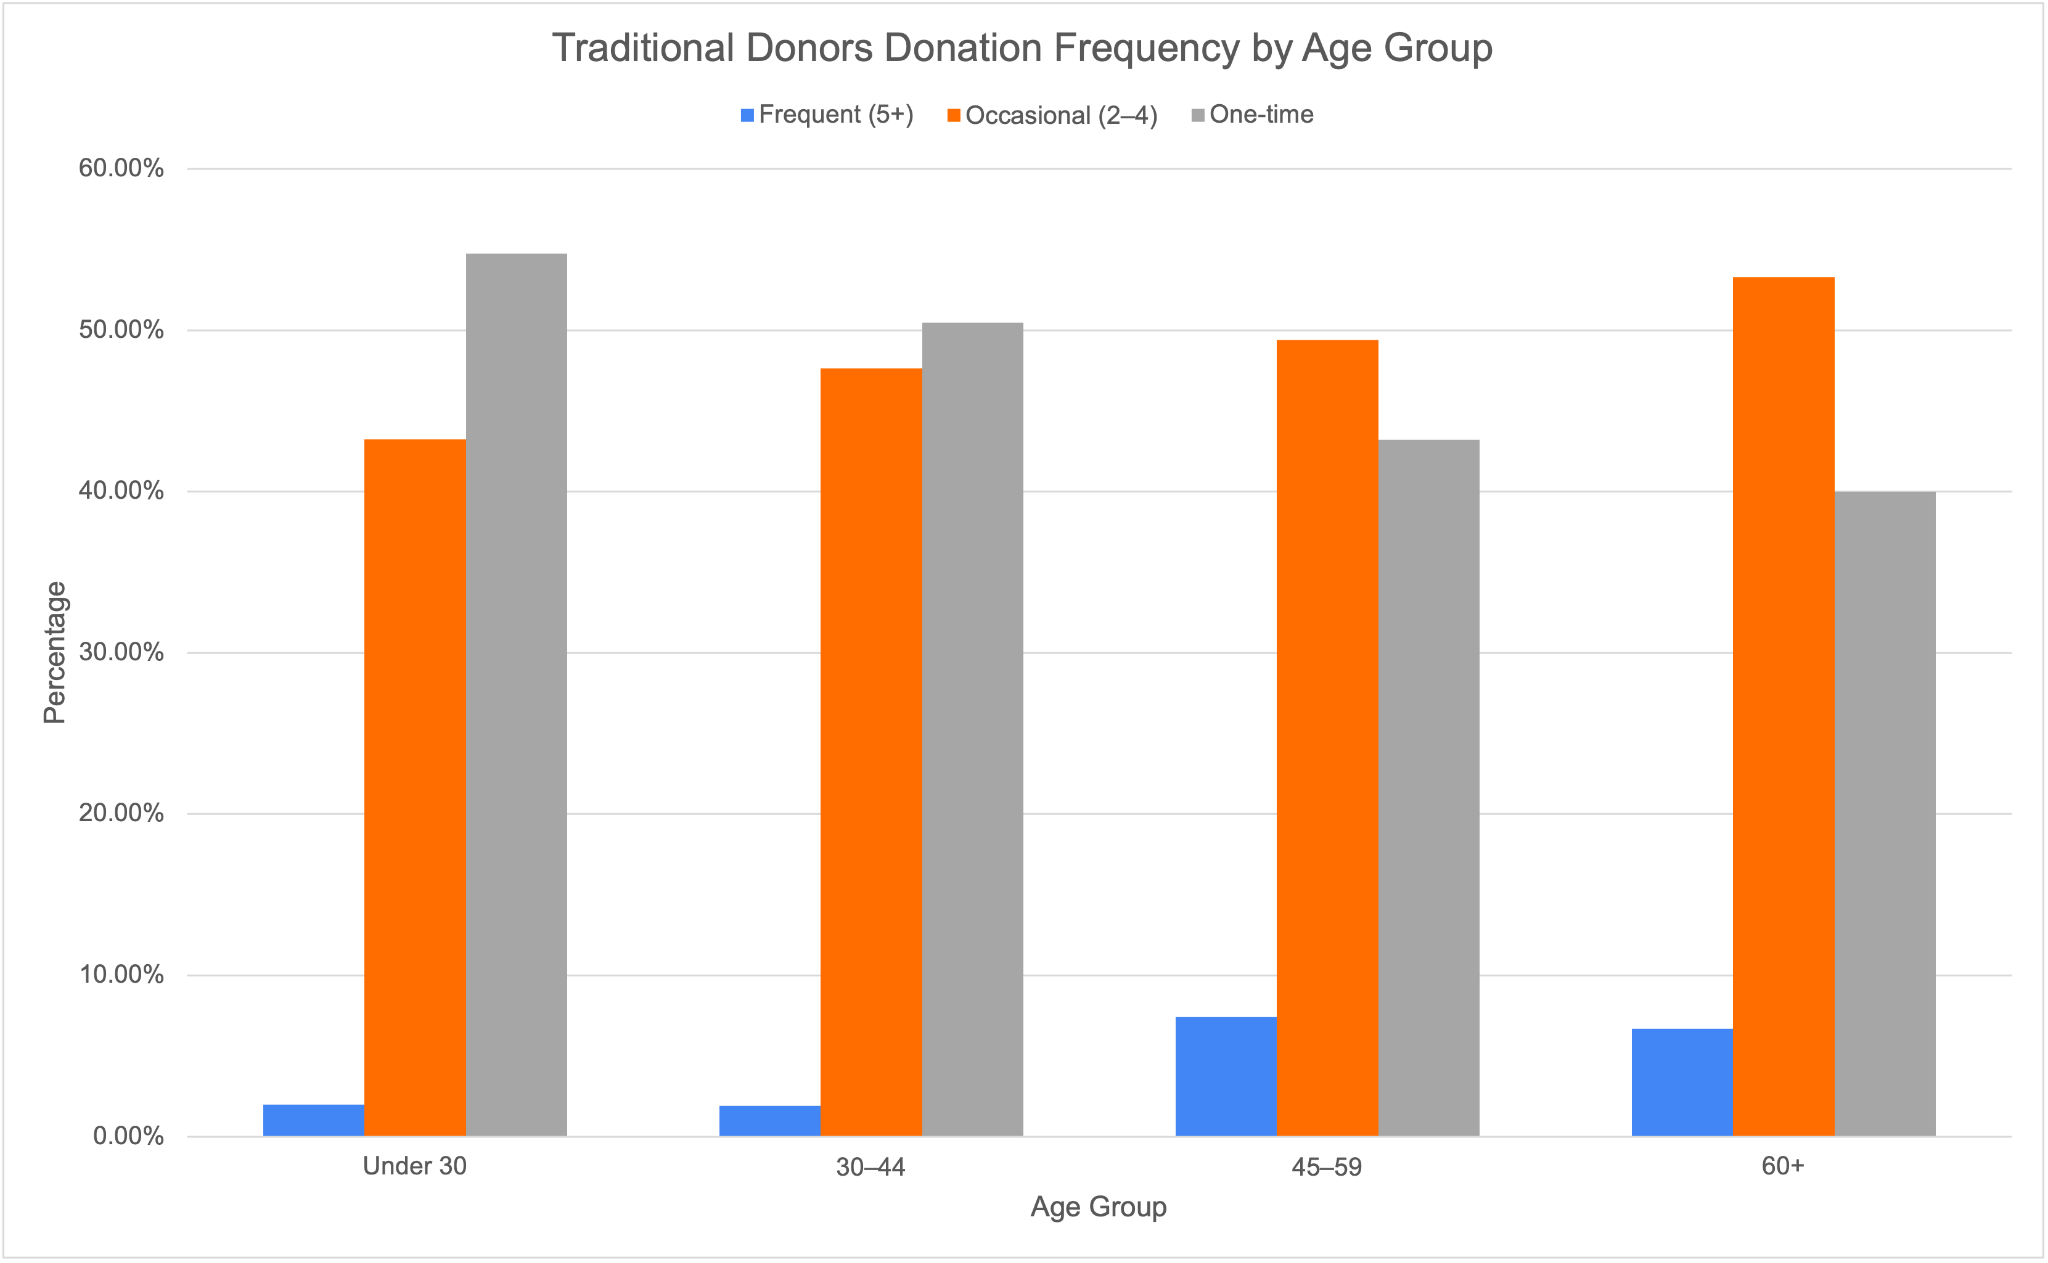 Traditional Donors Donation Frequency by Age Group
Frequent (5+) Occasional (2–4) One-time
60.00%
50.00%
40.00%
30.00%
20.00%
10.00%
0.00%
Percentage
Under 30 30–44 45–59 60+
Age Group